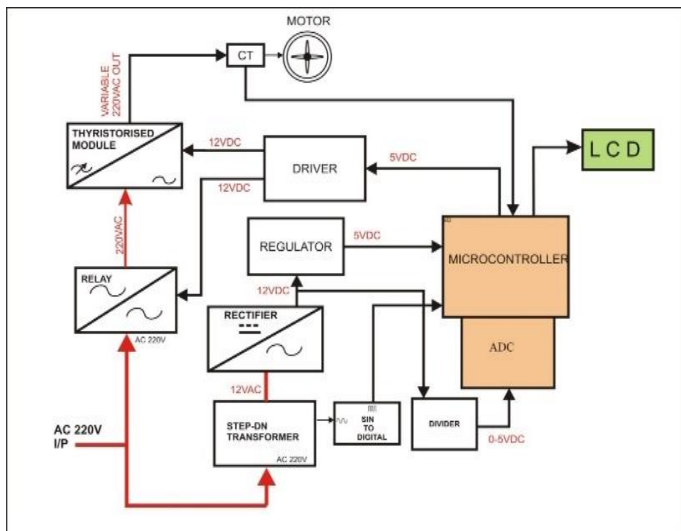 MOTOR
CT
VARIABLE
220VAC OUT
THYRISTORISED
MODULE
12VDC
12VDC
DRIVER
5VDC
LCD
220VAC
REGULATOR
5VDC
MICROCONTROLLER
RELAY
AC 220V
12VDC
RECTIFIER
ADC
12VAC
AC 220V
I/P
STEP-DN
TRANSFORMER
AC 220V
SIN
TO
DIGITAL
DIVIDER
0-5VDC